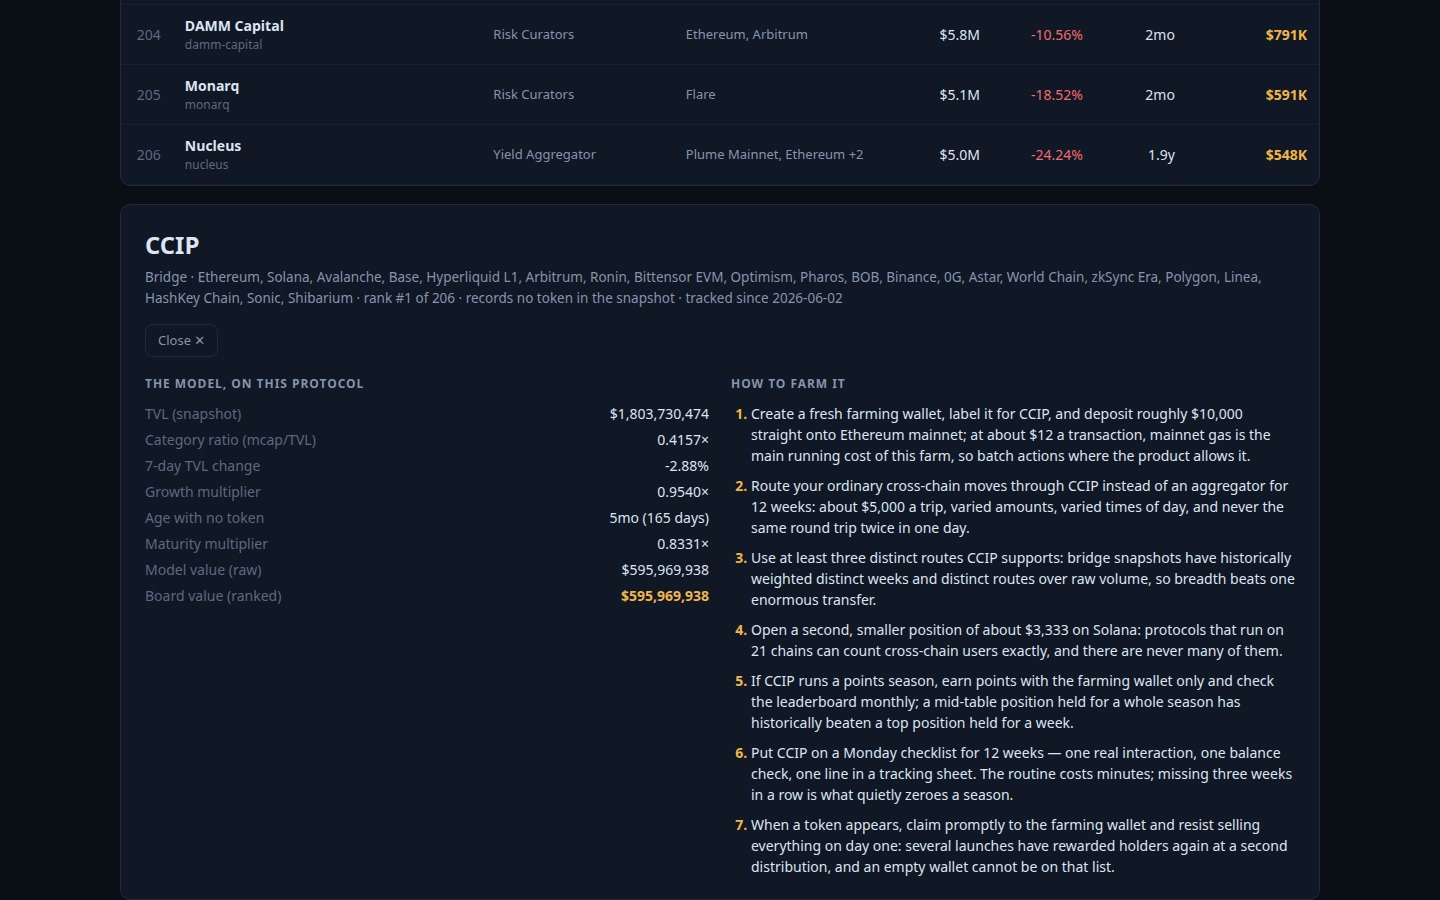 204 DAMM Capital Risk Curators Ethereum, Arbitrum $5.8M -10.56% 2mo $791K
damm-capital
205 Monarq Risk Curators Flare $5.1M -18.52% 2mo $591K
monarq
206 Nucleus Yield Aggregator Plume Mainnet, Ethereum +2 $5.0M -24.24% 1.9y $548K
nucleus
CCIP
Bridge · Ethereum, Solana, Avalanche, Base, Hyperliquid L1, Arbitrum, Ronin, Bittensor EVM, Optimism, Pharos, BOB, Binance, 0G, Astar, World Chain, zkSync Era, Polygon, Linea,
HashKey Chain, Sonic, Shibarium · rank #1 of 206 · records no token in the snapshot · tracked since 2026-06-02
Close ✕
THE MODEL, ON THIS PROTOCOL
TVL (snapshot) $1,803,730,474
Category ratio (mcap/TVL) 0.4157×
7-day TVL change -2.88%
Growth multiplier 0.9540×
Age with no token 5mo (165 days)
Maturity multiplier 0.8331×
Model value (raw) $595,969,938
Board value (ranked) $595,969,938
HOW TO FARM IT
1. Create a fresh farming wallet, label it for CCIP, and deposit roughly $10,000
straight onto Ethereum mainnet; at about $12 a transaction, mainnet gas is the
main running cost of this farm, so batch actions where the product allows it.
2. Route your ordinary cross-chain moves through CCIP instead of an aggregator for
12 weeks: about $5,000 a trip, varied amounts, varied times of day, and never the
same round trip twice in one day.
3. Use at least three distinct routes CCIP supports: bridge snapshots have historically
weighted distinct weeks and distinct routes over raw volume, so breadth beats one
enormous transfer.
4. Open a second, smaller position of about $3,333 on Solana: protocols that run on
21 chains can count cross-chain users exactly, and there are never many of them.
5. If CCIP runs a points season, earn points with the farming wallet only and check
the leaderboard monthly; a mid-table position held for a whole season has
historically beaten a top position held for a week.
6. Put CCIP on a Monday checklist for 12 weeks — one real interaction, one balance
check, one line in a tracking sheet. The routine costs minutes; missing three weeks
in a row is what quietly zeroes a season.
7. When a token appears, claim promptly to the farming wallet and resist selling
everything on day one: several launches have rewarded holders again at a second
distribution, and an empty wallet cannot be on that list.